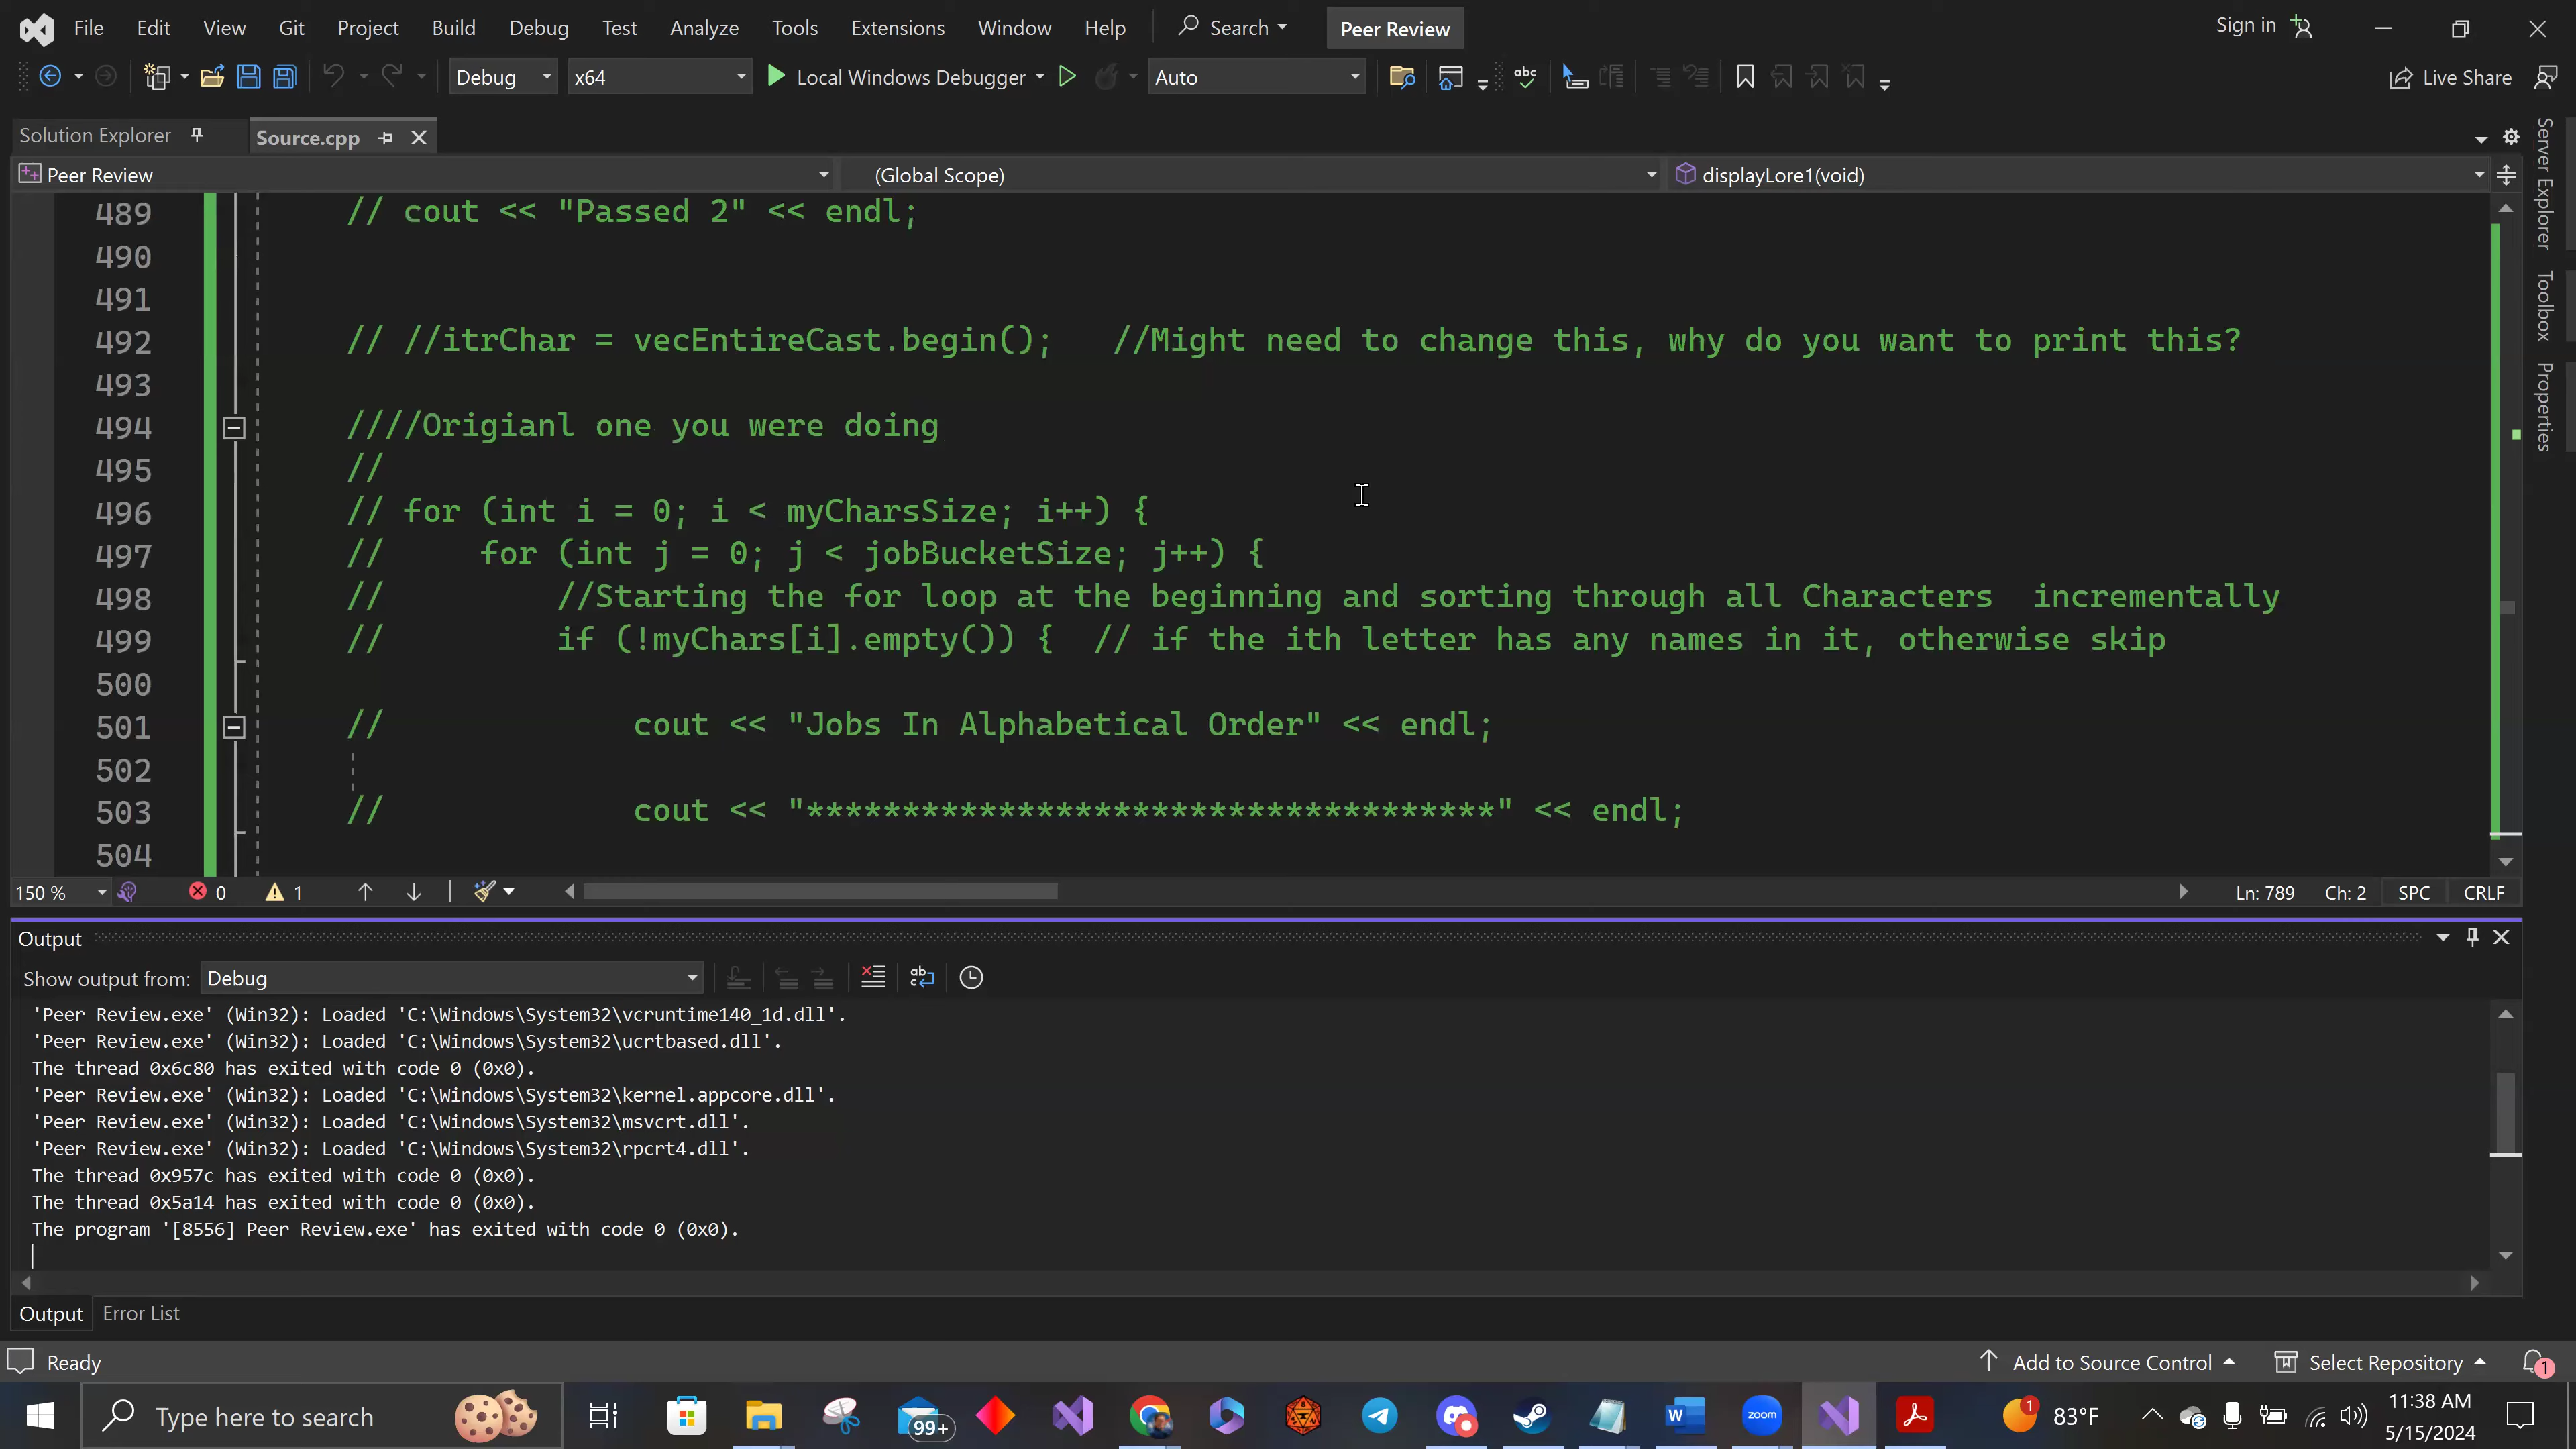 File Edit View Git Project Build Debug Test Analyze Tools Extensions Window Help Search Peer Review Sign in
Debug x64 Local Windows Debugger Auto Live Share
Solution Explorer Source.cpp
Peer Review (Global Scope) displayLore1(void)
489 // cout << "Passed 2" << endl;
490
491
492 // //itrChar = vecEntireCast.begin(); //Might need to change this, why do you want to print this?
493
494 ////Origianl one you were doing
495 //
496 // for (int i = 0; i < myCharsSize; i++) {
497 // for (int j = 0; j < jobBucketSize; j++) {
498 // //Starting the for loop at the beginning and sorting through all Characters incrementally
499 // if (!myChars[i].empty()) { // if the ith letter has any names in it, otherwise skip
500
501 // cout << "Jobs In Alphabetical Order" << endl;
502
503 // cout << "************************************" << endl;
504
Server Explorer
Toolbox
Properties
150 % 0 1 Ln: 789 Ch: 2 SPC CRLF
Output
Show output from: Debug
'Peer Review.exe' (Win32): Loaded 'C:\Windows\System32\vcruntime140_1d.dll'.
'Peer Review.exe' (Win32): Loaded 'C:\Windows\System32\ucrtbased.dll'.
The thread 0x6c80 has exited with code 0 (0x0).
'Peer Review.exe' (Win32): Loaded 'C:\Windows\System32\kernel.appcore.dll'.
'Peer Review.exe' (Win32): Loaded 'C:\Windows\System32\msvcrt.dll'.
'Peer Review.exe' (Win32): Loaded 'C:\Windows\System32\rpcrt4.dll'.
The thread 0x957c has exited with code 0 (0x0).
The thread 0x5a14 has exited with code 0 (0x0).
The program '[8556] Peer Review.exe' has exited with code 0 (0x0).
Output Error List
Ready Add to Source Control Select Repository 1
Type here to search 99+ zoom 1 83°F 11:38 AM
5/15/2024